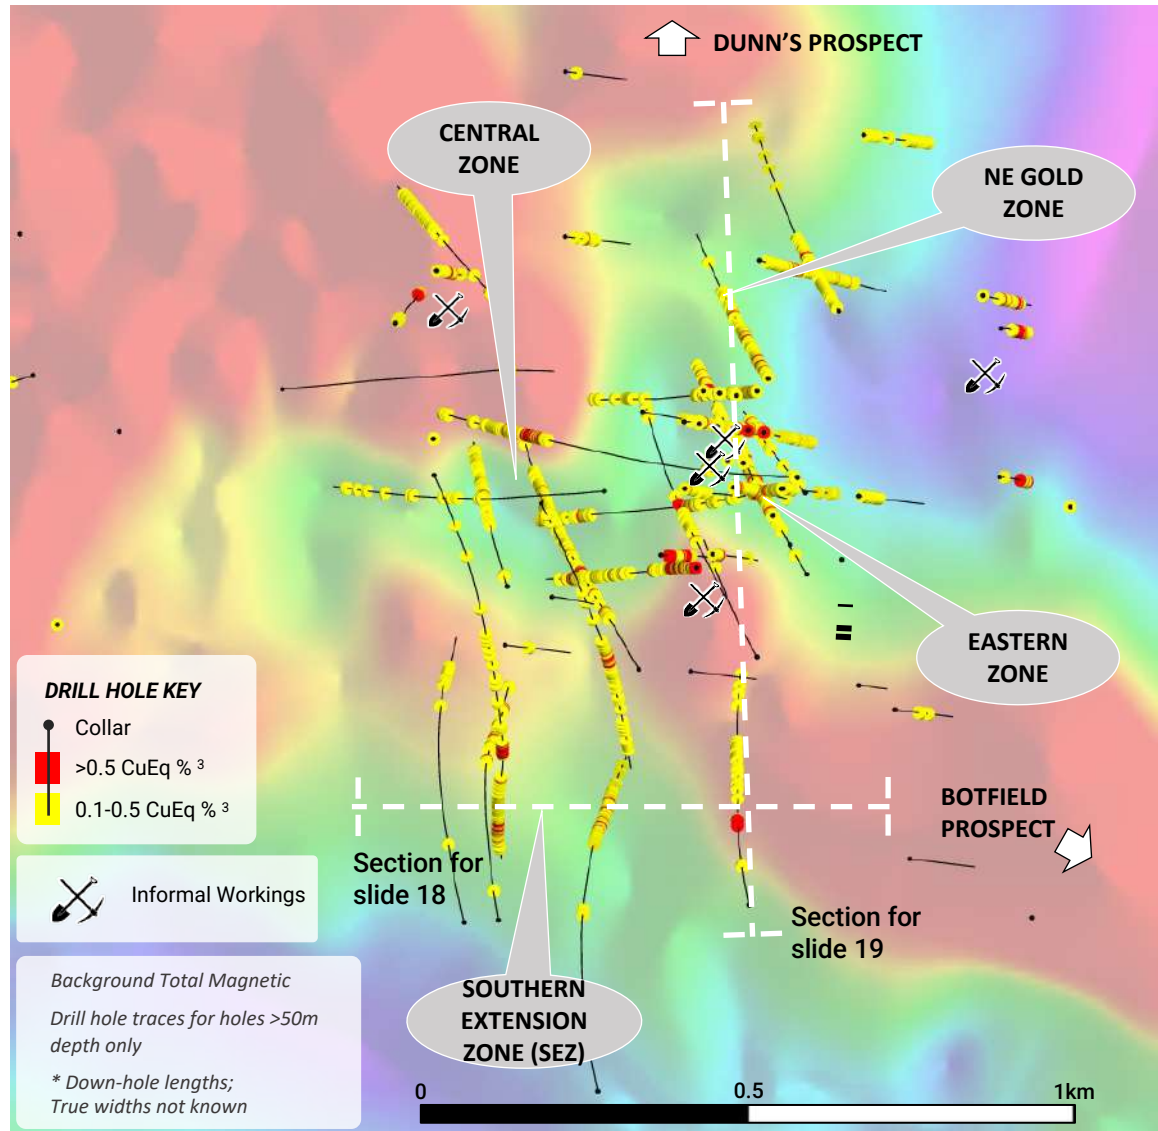 DUNN'S PROSPECT
CENTRAL
ZONE
NE GOLD
ZONE
EASTERN
ZONE
DRILL HOLE KEY
Collar
>0.5 CuEq % ³
0.1-0.5 CuEq % ³
BOTFIELD
PROSPECT
Section for
slide 18
Informal Workings
Section for
slide 19
Background Total Magnetic
Drill hole traces for holes >50m
depth only
* Down-hole lengths;
True widths not known
SOUTHERN
EXTENSION
ZONE (SEZ)
0
0.5
1km